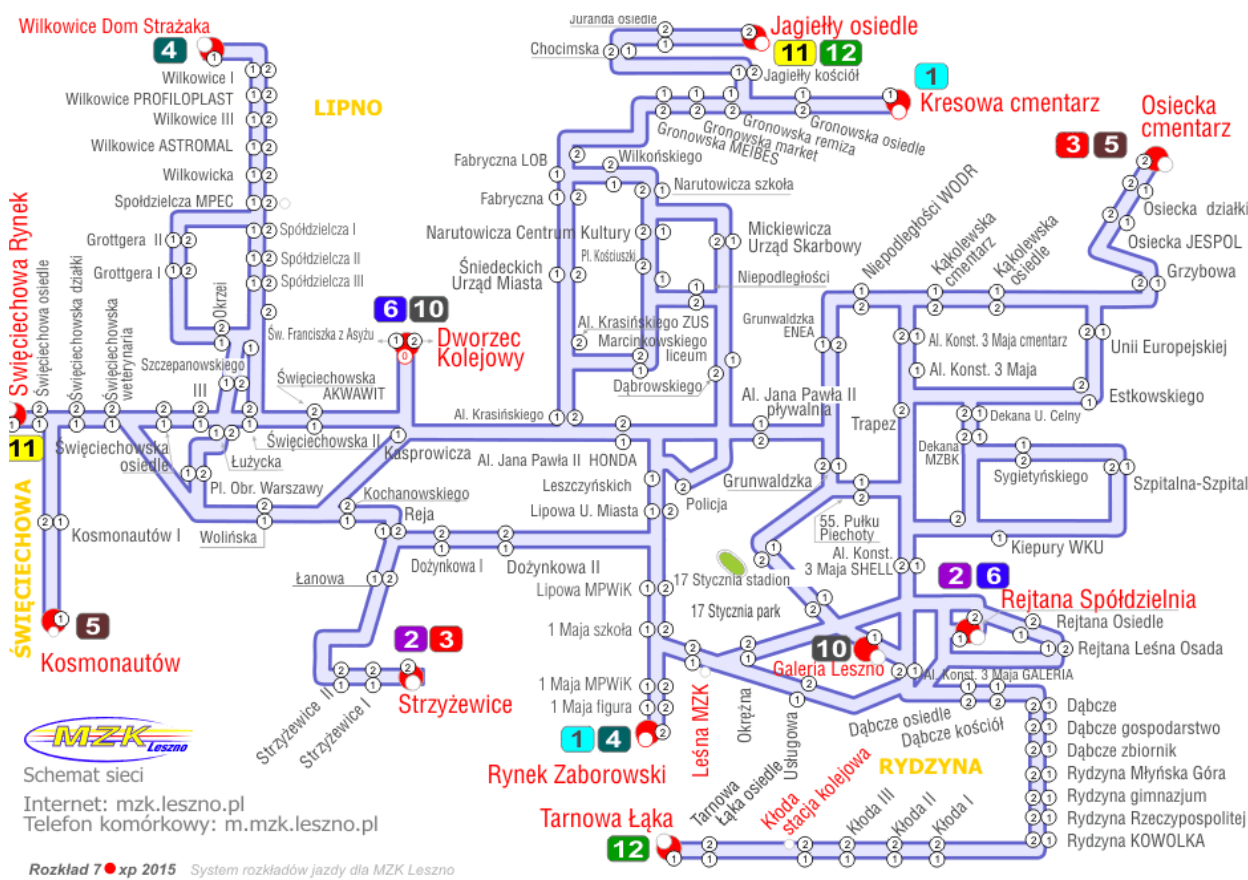 Wilkowice Dom Strażaka
4
Wilkowice I
Wilkowice PROFILOPLAST
Wilkowice III
Wilkowice ASTROMAL
Wilkowicka
Społdzielcza MPEC
LIPNO
Grottgera II
Grottgera I
Spółdzielcza I
Spółdzielcza II
Spółdzielcza III
Okrzei
Szczepanowskiego
III
Święciechowa Rynek
11
Święciechowa osiedle
Święciechowska działki
Święciechowska
weterynaria
Święciechowska
osiedle
Święciechowska
AKWAWIT
Święciechowska II
Łużycka
Pl. Obr. Warszawy
Wolińska
ŚWIĘCIECHOWA
Kosmonautów I
5
Kosmonautów
6
10
Św. Franciszka z Asyżu
Dworzec
Kolejowy
0
Kasprowicza
Kochanowskiego
Reja
Łanowa
Dożynkowa I
Dożynkowa II
2
3
Strzyżewice
Strzyżewice II
Strzyżewice I
Juranda osiedle
Chocimska
Jagiełły osiedle
11
12
Jagiełły kościół
1
Kresowa cmentarz
Gronowska MEIBES
Gronowska market
Gronowska remiza
Gronowska osiedle
Fabryczna LOB
Fabryczna
Wilkońskiego
Narutowicza szkoła
Narutowicza Centrum Kultury
Pl. Kościuszki
Mickiewicza
Urząd Skarbowy
Śniedeckich
Urząd Miasta
Niepodległości
Al. Krasińskiego ZUS
Marcinkowskiego
liceum
Dąbrowskiego
Al. Krasińskiego
Al. Jana Pawła II HONDA
Al. Jana Pawła II
pływalnia
Leszczyńskich
Lipowa U. Miasta
Policja
Lipowa MPWiK
1 Maja szkoła
1 Maja MPWiK
1 Maja figura
1
4
Rynek Zaborowski
Osiecka
cmentarz
3
5
Osiecka działki
Osiecka JESPOL
Grzybowa
Niepodległości WODR
Kąkolewska
cmentarz
Kąkolewska
osiedle
Grunwaldzka
ENEA
Al. Konst. 3 Maja cmentarz
Al. Konst. 3 Maja
Unii Europejskiej
Estkowskiego
Trapez
Dekana U. Celny
Dekana
MZBK
Sygietyńskiego
Szpitalna-Szpital
Kiepury WKU
Grunwaldzka
55. Pułku
Piechoty
Al. Konst.
3 Maja SHELL
17 Stycznia stadion
17 Stycznia park
2
6
Rejtana Spółdzielnia
Rejtana Osiedle
Rejtana Leśna Osada
10
Galeria Leszno
Al. Konst. 3 Maja GALERIA
Leśna MZK
Okrężna
Usługowa
Dąbcze osiedle
Dąbcze kościół
RYDZYNA
Dąbcze
Dąbcze gospodarstwo
Dąbcze zbiornik
Rydzyna Młyńska Góra
Rydzyna gimnazjum
Rydzyna Rzeczypospolitej
Rydzyna KOWOLKA
Tarnowa Łąka
12
Tarnowa
Łąka osiedle
Kłoda
stacja kolejowa
Kłoda III
Kłoda II
Kłoda I
MZK
Leszno
Schemat sieci
Internet: mzk.leszno.pl
Telefon komórkowy: m.mzk.leszno.pl
Rozkład 7 xp 2015 System rozkładów jazdy dla MZK Leszno